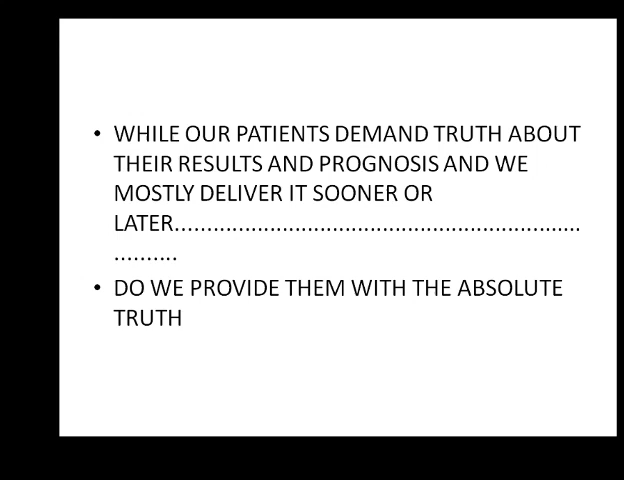 • WHILE OUR PATIENTS DEMAND TRUTH ABOUT
THEIR RESULTS AND PROGNOSIS AND WE
MOSTLY DELIVER IT SOONER OR
LATER..............................................................
..........
• DO WE PROVIDE THEM WITH THE ABSOLUTE
TRUTH